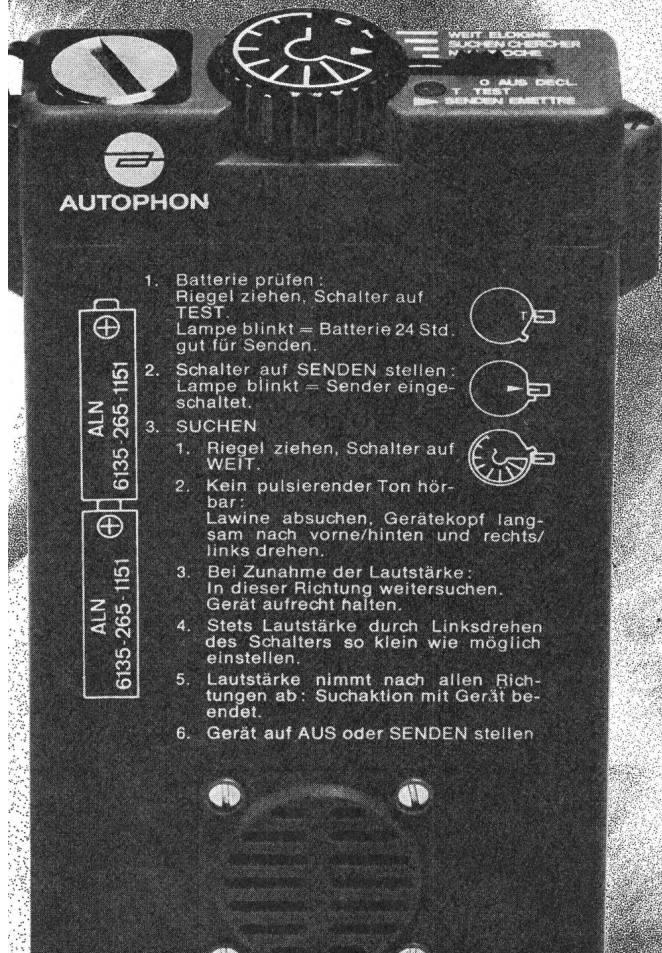 WEIT ELOIGNE
SUCHEN CHERCHER
O AUS DECL.
T TEST
SENDEN EMETTRE
AUTOPHON
1. Batterie prüfen :
Riegel ziehen, Schalter auf
TEST.
Lampe blinkt = Batterie 24 Std.
gut für Senden.
T
2. Schalter auf SENDEN stellen :
Lampe blinkt = Sender einge-
schaltet.
3. SUCHEN
1. Riegel ziehen, Schalter auf
WEIT.
2. Kein pulsierender Ton hör-
bar :
Lawine absuchen, Gerätekopf lang-
sam nach vorne/hinten und rechts/
links drehen.
3. Bei Zunahme der Lautstärke :
In dieser Richtung weitersuchen.
Gerät aufrecht halten.
4. Stets Lautstärke durch Linksdrehen
des Schalters so klein wie möglich
einstellen.
5. Lautstärke nimmt nach allen Rich-
tungen ab : Suchaktion mit Gerät be-
endet.
6. Gerät auf AUS oder SENDEN stellen
ALN
6135-265-1151
ALN
6135-265-1151